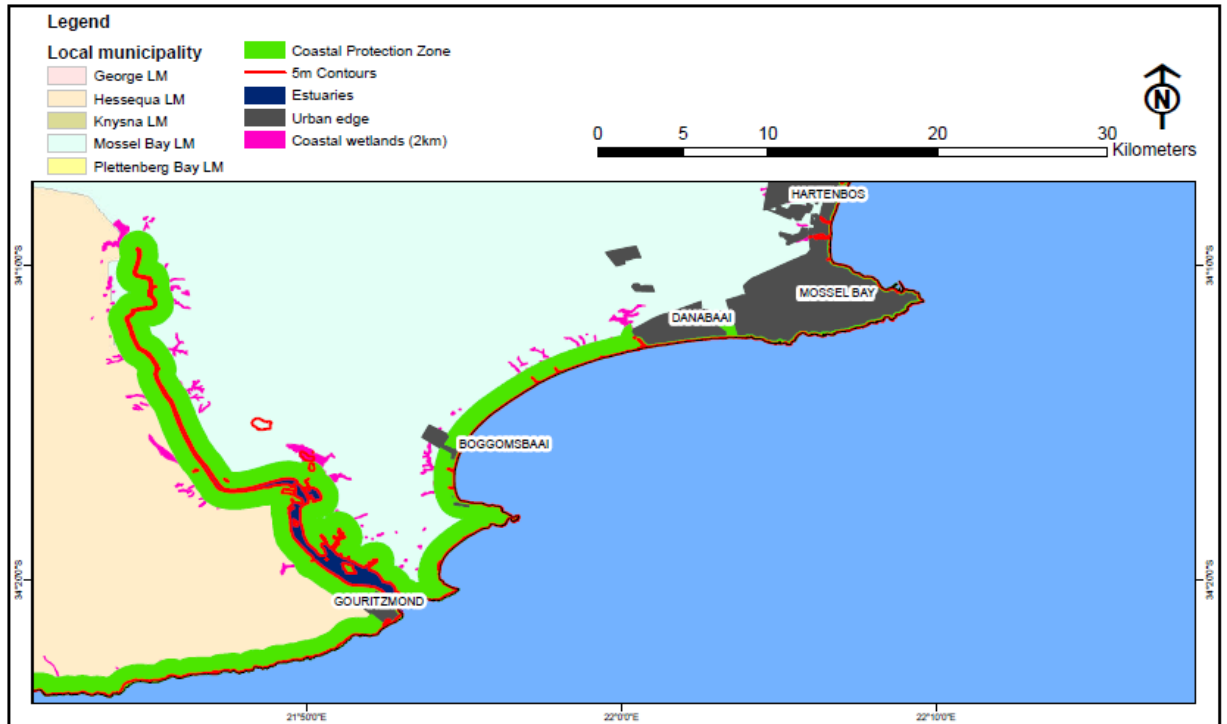 Legend
Local municipality
George LM
Hessequa LM
Knysna LM
Mossel Bay LM
Plettenberg Bay LM
Coastal Protection Zone
5m Contours
Estuaries
Urban edge
Coastal wetlands (2km)
N
0 5 10 20 30
Kilometers
HARTENBOS
MOSSEL BAY
DANABAAI
BOGGOMSBAAI
GOURITZMOND
34°10'0"S
34°10'0"S
34°20'0"S
34°20'0"S
21°50'0"E 22°0'0"E 22°10'0"E